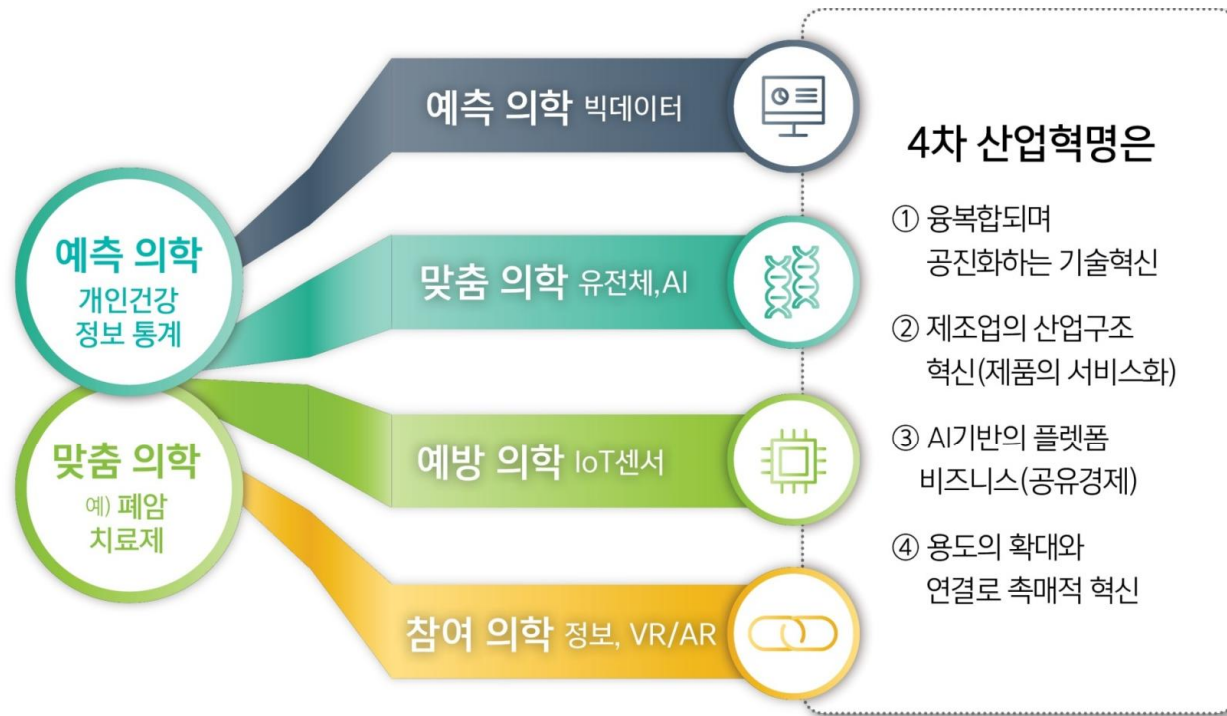 예측 의학
개인건강
정보 통계
맞춤 의학
예) 폐암
치료제
예측 의학 빅데이터
맞춤 의학 유전체,AI
예방 의학 IoT센서
참여 의학 정보, VR/AR
4차 산업혁명은
① 융복합되며
공진화하는 기술혁신
② 제조업의 산업구조
혁신(제품의 서비스화)
③ AI기반의 플렛폼
비즈니스(공유경제)
④ 용도의 확대와
연결로 촉매적 혁신